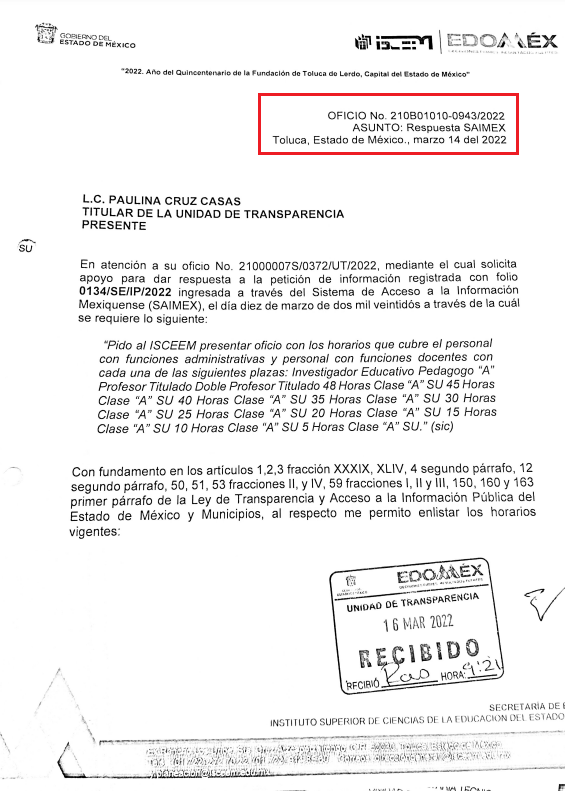 GOBIERNO DEL
ESTADO DE MÉXICO
ISCEEM
EDOMÉX
"2022. Año del Quincentenario de la Fundación de Toluca de Lerdo, Capital del Estado de México"
OFICIO No. 210B01010-0943/2022
ASUNTO: Respuesta SAIMEX
Toluca, Estado de México., marzo 14 del 2022
L.C. PAULINA CRUZ CASAS
TITULAR DE LA UNIDAD DE TRANSPARENCIA
PRESENTE
SU
En atención a su oficio No. 21000007S/0372/UT/2022, mediante el cual solicita
apoyo para dar respuesta a la petición de información registrada con folio
0134/SE/IP/2022 ingresada a través del Sistema de Acceso a la Información
Mexiquense (SAIMEX), el día diez de marzo de dos mil veintidós a través de la cuál
se requiere lo siguiente:
"Pido al ISCEEM presentar oficio con los horarios que cubre el personal
con funciones administrativas y personal con funciones docentes con
cada una de las siguientes plazas: Investigador Educativo Pedagogo "A"
Profesor Titulado Doble Profesor Titulado 48 Horas Clase "A" SU 45 Horas
Clase "A" SU 40 Horas Clase "A" SU 35 Horas Clase "A" SU 30 Horas
Clase "A" SU 25 Horas Clase "A" SU 20 Horas Clase "A" SU 15 Horas
Clase "A" SU 10 Horas Clase "A" SU 5 Horas Clase "A" SU." (sic)
Con fundamento en los artículos 1,2,3 fracción XXXIX, XLIV, 4 segundo párrafo, 12
segundo párrafo, 50, 51, 53 fracciones II, y IV, 59 fracciones I, II y III, 150, 160 y 163
primer párrafo de la Ley de Transparencia y Acceso a la Información Pública del
Estado de México y Municipios, al respecto me permito enlistar los horarios
vigentes:
EDOMÉX
UNIDAD DE TRANSPARENCIA
16 MAR 2022
RECIBIDO
RECIBIÓ HORA: 9:21
SECRETARÍA DE E
INSTITUTO SUPERIOR DE CIENCIAS DE LA EDUCACION DEL ESTADO